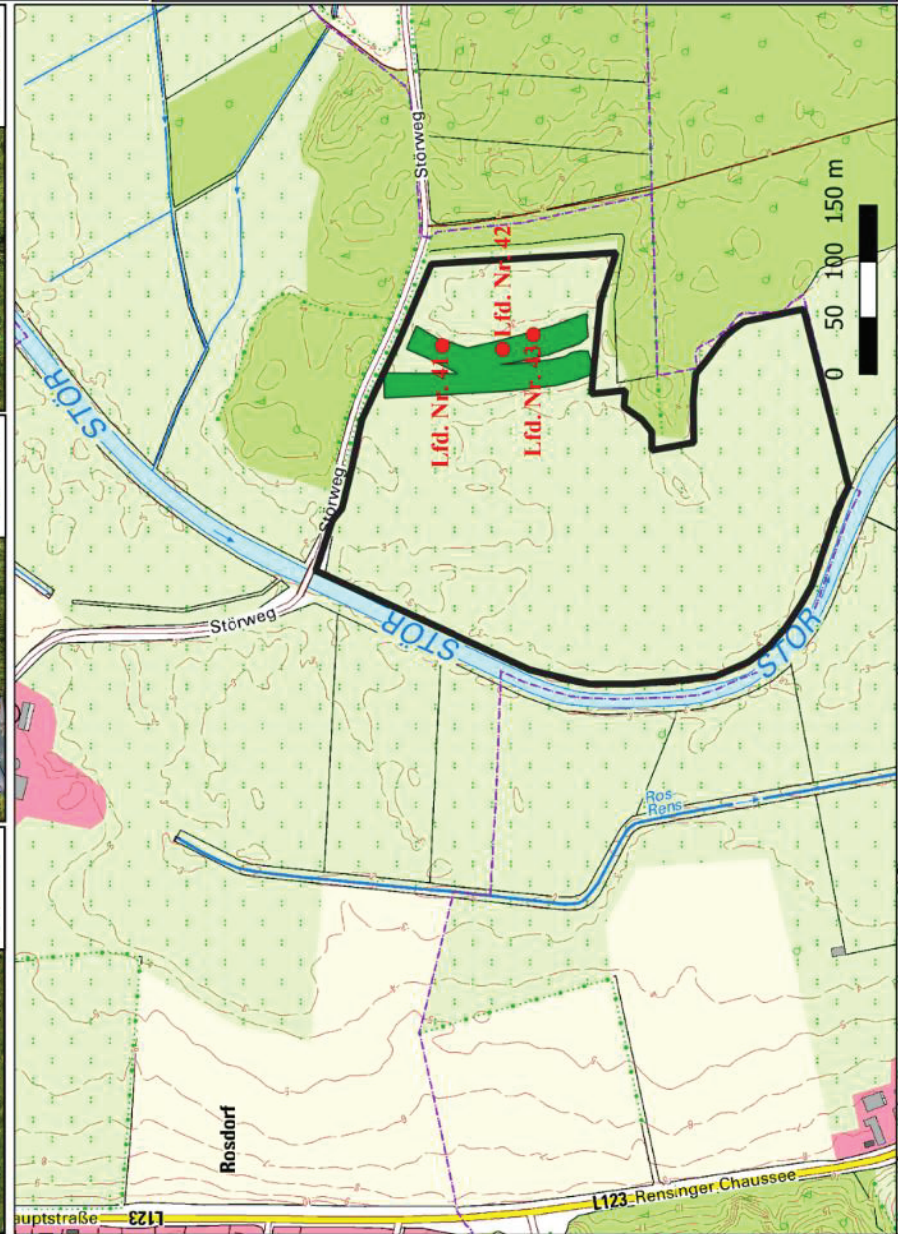 STÖR
Störweg
Störweg
Störweg
STÖR
STÖR
Lfd. Nr. 41
Lfd. Nr. 42
Lfd. Nr. 43
0 50 100 150 m
Ros
Rens
Rosdorf
auptstraße
L123
L123 Rensinger Chaussee